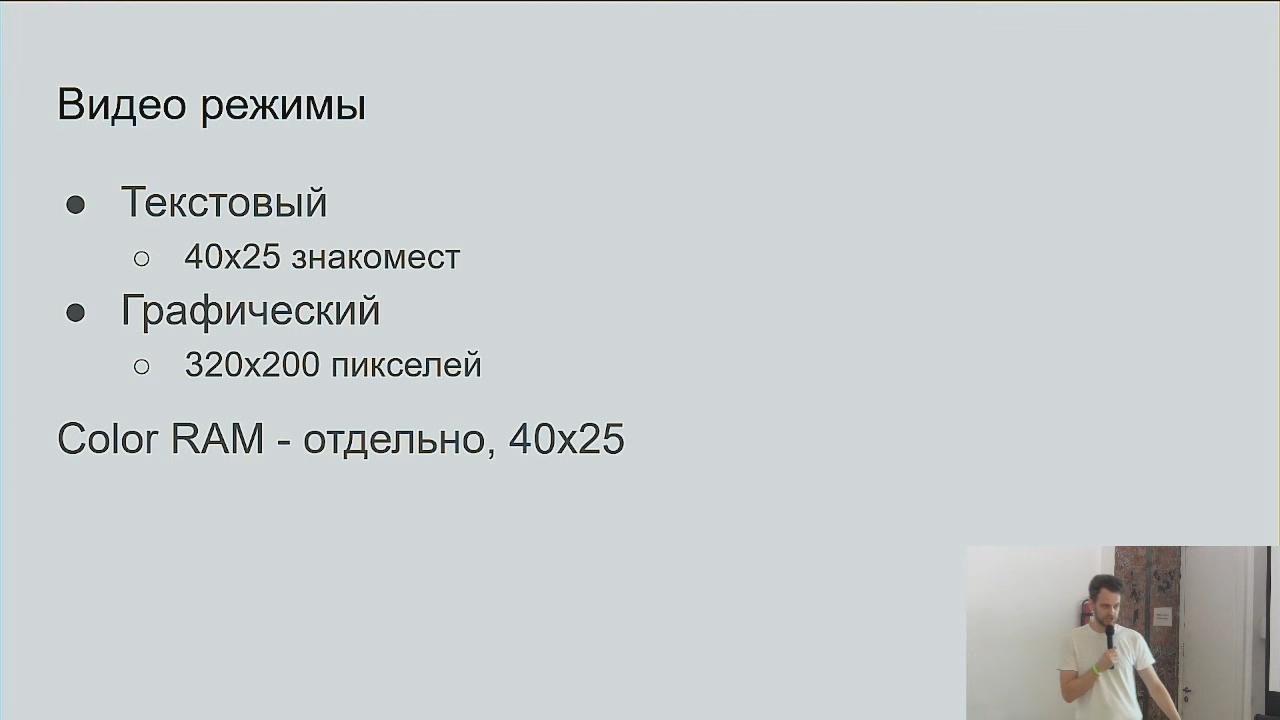 Видео режимы
● Текстовый
○ 40x25 знакомест
● Графический
○ 320x200 пикселей
Color RAM - отдельно, 40x25